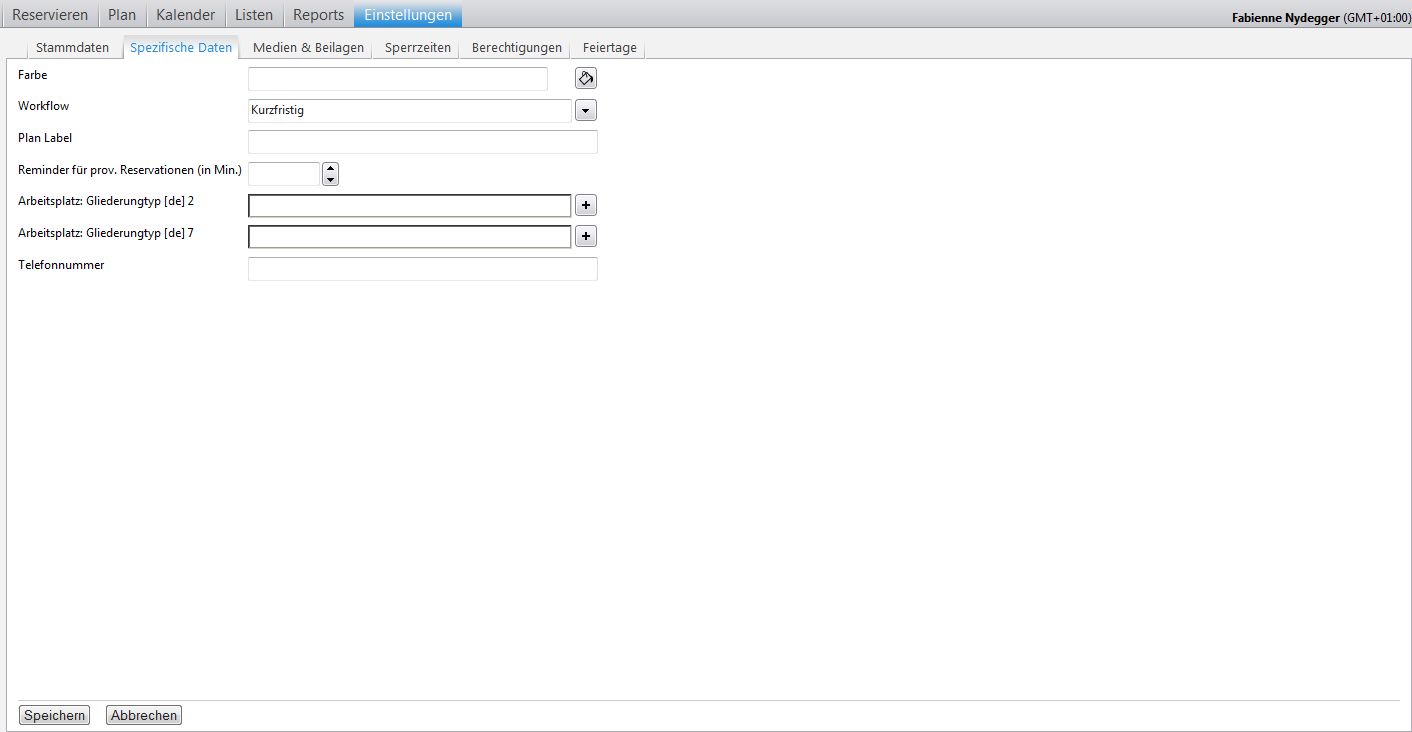 Reservieren Plan Kalender Listen Reports Einstellungen Fabienne Nydegger (GMT+01:00)
Stammdaten Spezifische Daten Medien & Beilagen Sperrzeiten Berechtigungen Feiertage
Farbe
Workflow Kurzfristig
Plan Label
Reminder für prov. Reservationen (in Min.)
Arbeitsplatz: Gliederungtyp [de] 2
Arbeitsplatz: Gliederungtyp [de] 7
Telefonnummer
Speichern Abbrechen